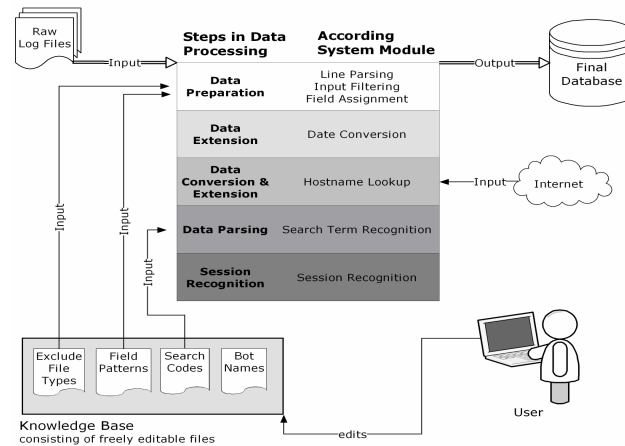 Raw
Log Files
Input
Steps in Data
Processing
According
System Module
Output
Final
Database
Data
Preparation
Line Parsing
Input Filtering
Field Assignment
Data
Extension
Date Conversion
Data
Conversion &
Extension
Hostname Lookup
Input
Internet
Data Parsing
Search Term Recognition
Session
Recognition
Session Recognition
Input
Input
Input
Exclude
File
Types
Field
Patterns
Search
Codes
Bot
Names
Knowledge Base
consisting of freely editable files
edits
User